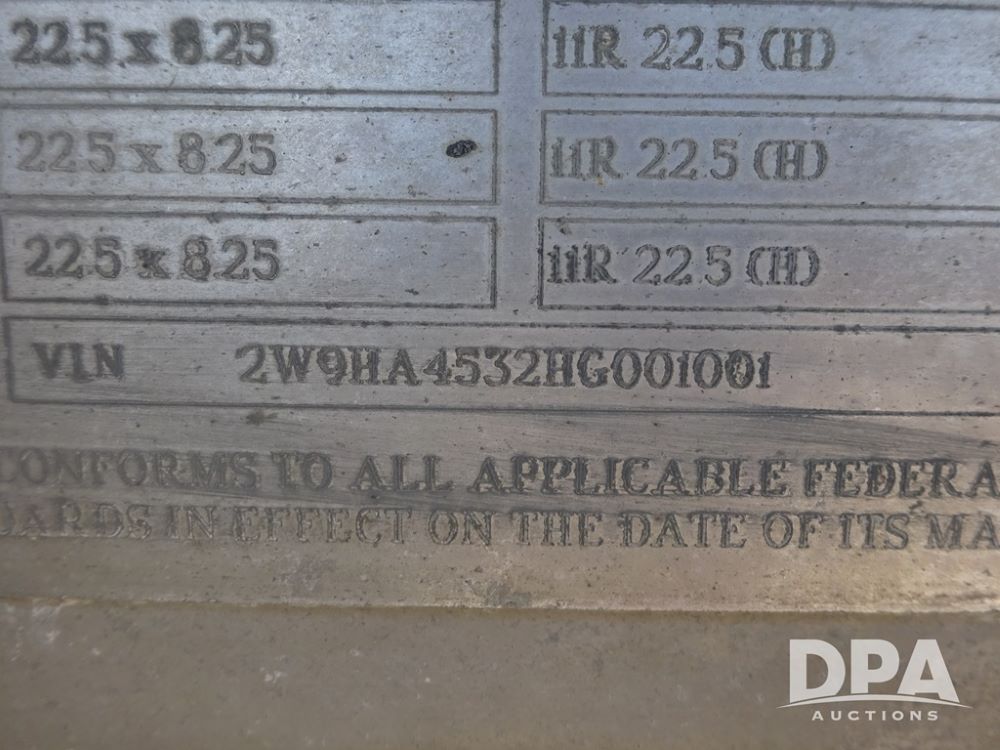 22.5 x 8.25 11R 22.5 (H)
22.5 x 8.25 11R 22.5 (H)
22.5 x 8.25 11R 22.5 (H)
VIN 2W9HA4532HG001001
CONFORMS TO ALL APPLICABLE FEDERA
DARDS IN EFFECT ON THE DATE OF ITS MA
DPA
AUCTIONS